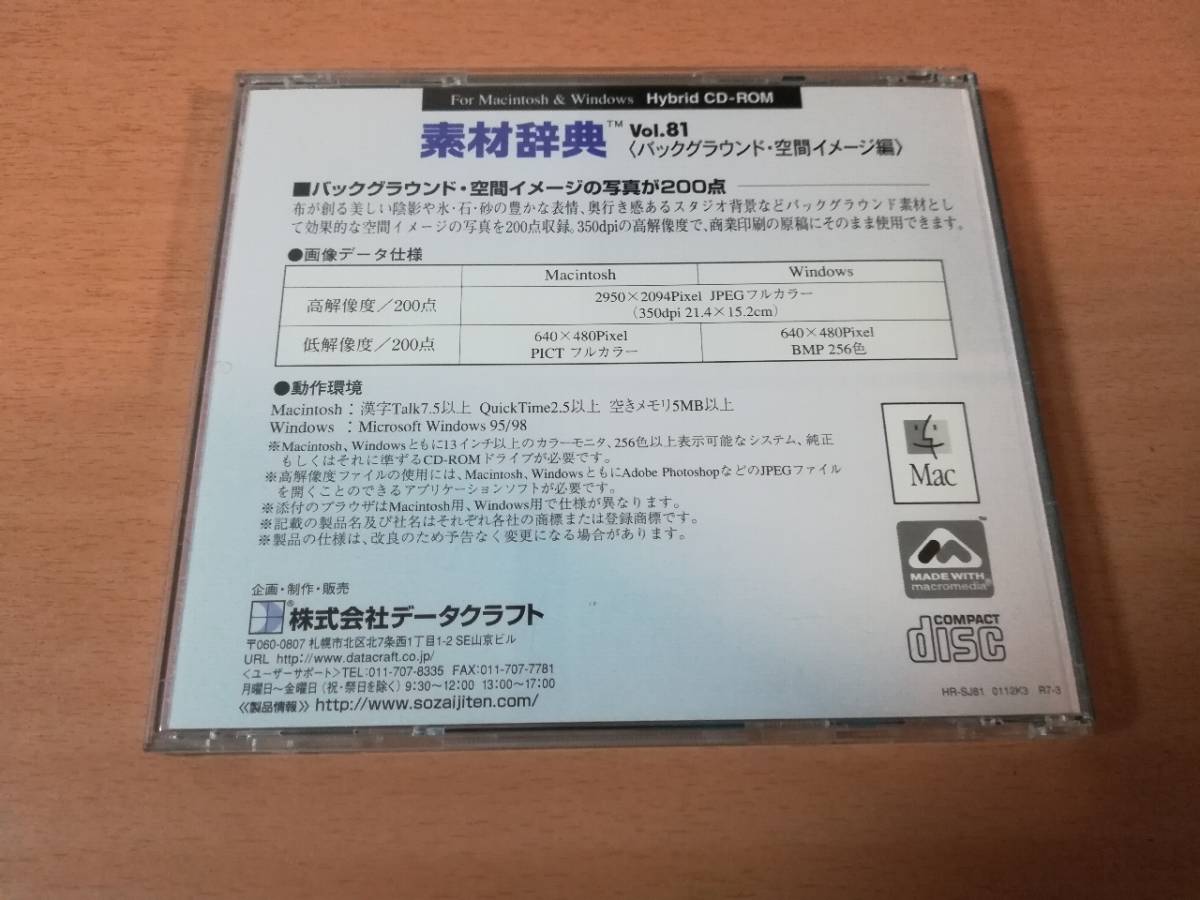 For Macintosh & Windows Hybrid CD-ROM
素材辞典™ Vol.81
〈バックグラウンド・空間イメージ編〉
■バックグラウンド・空間イメージの写真が200点
布が創る美しい陰影や氷・石・砂の豊かな表情、奥行き感あるスタジオ背景などバックグラウンド素材とし
て効果的な空間イメージの写真を200点収録。350dpiの高解像度で、商業印刷の原稿にそのまま使用できます。
●画像データ仕様
Macintosh Windows
高解像度／200点 2950×2094Pixel JPEGフルカラー
（350dpi 21.4×15.2cm）
低解像度／200点 640×480Pixel 640×480Pixel
PICT フルカラー BMP 256色
●動作環境
Macintosh：漢字Talk7.5以上 QuickTime2.5以上 空きメモリ5MB以上
Windows ：Microsoft Windows 95/98
※Macintosh、Windowsともに13インチ以上のカラーモニタ、256色以上表示可能なシステム、純正
もしくはそれに準ずるCD-ROMドライブが必要です。
※高解像度ファイルの使用には、Macintosh、WindowsともにAdobe PhotoshopなどのJPEGファイル
を開くことのできるアプリケーションソフトが必要です。
※添付のブラウザはMacintosh用、Windows用で仕様が異なります。
※記載の製品名及び社名はそれぞれ各社の商標または登録商標です。
※製品の仕様は、改良のため予告なく変更になる場合があります。
Mac
MADE WITH
macromedia®
™
COMPACT
disc
企画・制作・販売
®株式会社データクラフト
〒060-0807 札幌市北区北7条西1丁目1-2 SE山京ビル
URL http://www.datacraft.co.jp/
＜ユーザーサポート＞TEL:011-707-8335 FAX:011-707-7781
月曜日～金曜日（祝・祭日を除く）9:30～12:00 13:00～17:00
《製品情報》http://www.sozaijiten.com/
HR-SJ81 0112K3 R7-3